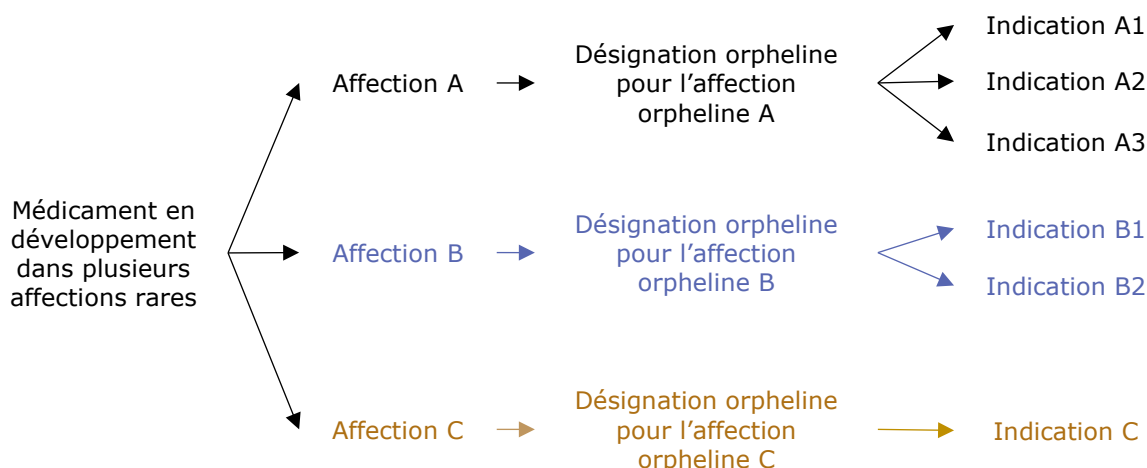 Médicament en
développement
dans plusieurs
affections rares
Affection A
Désignation orpheline
pour l’affection
orpheline A
Indication A1
Indication A2
Indication A3
Affection B
Désignation orpheline
pour l’affection
orpheline B
Indication B1
Indication B2
Affection C
Désignation orpheline
pour l’affection
orpheline C
Indication C